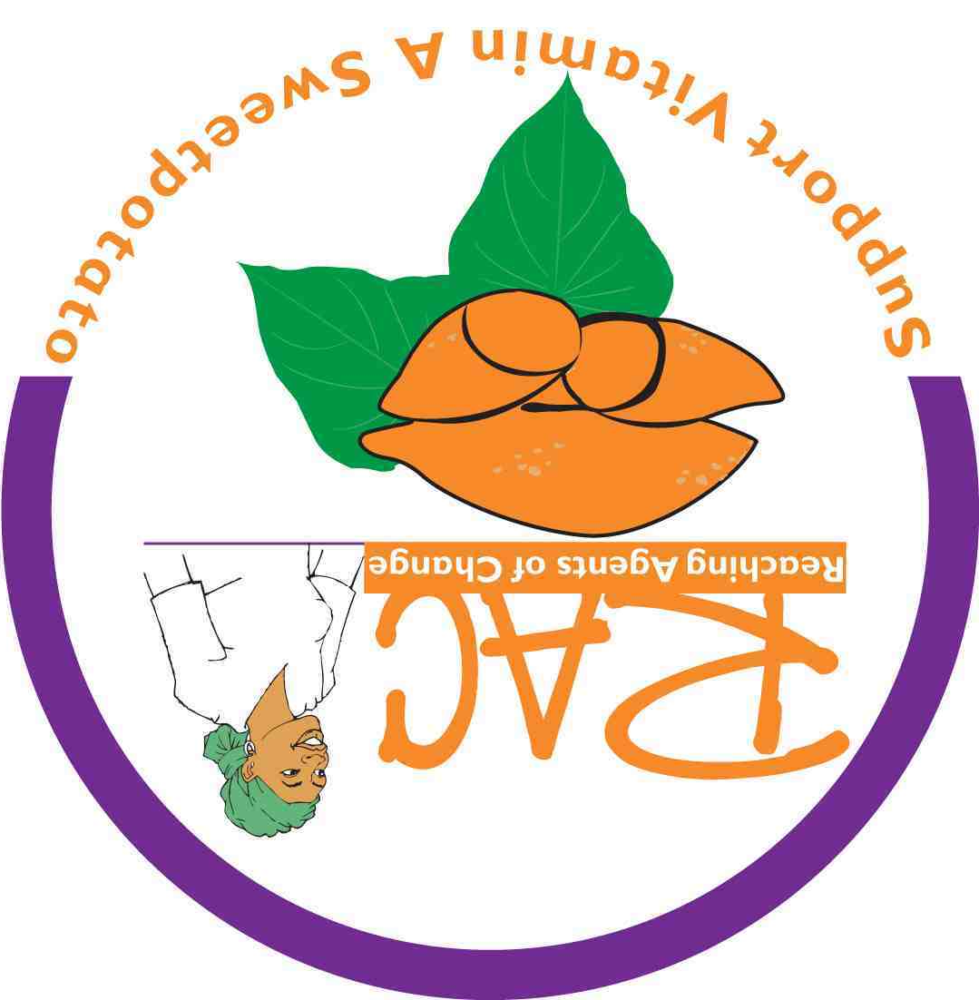 RAC
Reaching Agents of Change
Support Vitamin A Sweetpotato